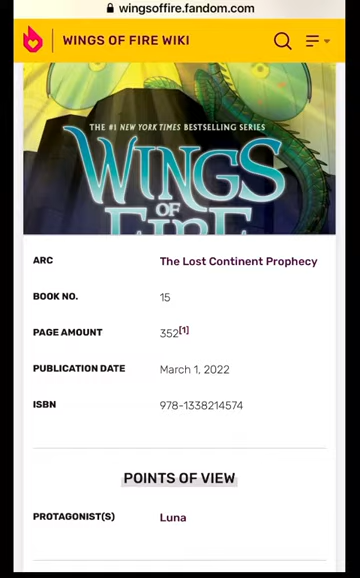 wingsoffire.fandom.com
WINGS OF FIRE WIKI
THE #1 NEW YORK TIMES BESTSELLING SERIES
WINGS
OF
FIRE
ARC The Lost Continent Prophecy
BOOK NO. 15
PAGE AMOUNT 352[1]
PUBLICATION DATE March 1, 2022
ISBN 978-1338214574
POINTS OF VIEW
PROTAGONIST(S) Luna